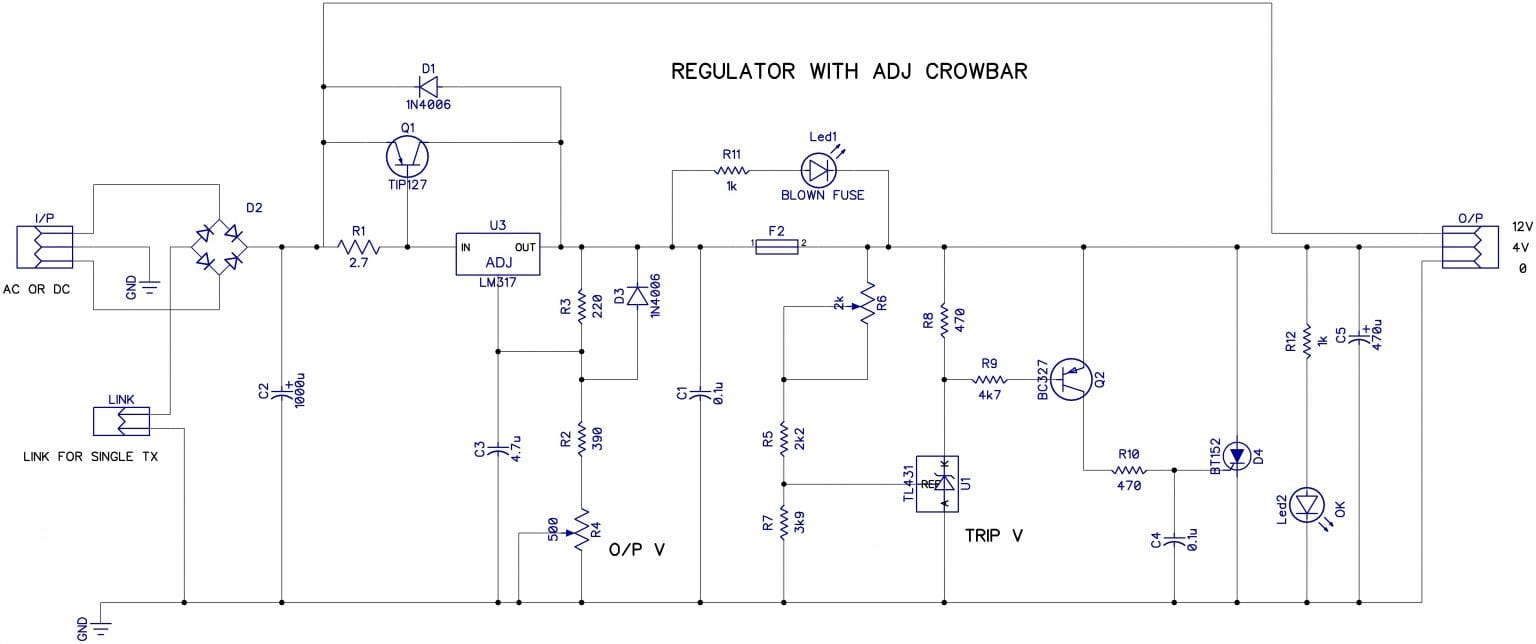 REGULATOR WITH ADJ CROWBAR
D1
1N4006
Q1
TIP127
Led1
BLOWN FUSE
R11
1k
I/P
AC OR DC
GND
D2
R1
2.7
U3
IN
OUT
ADJ
LM317
F2
1
2
O/P
12V
4V
0
R3
220
D3
1N4006
2k
R6
R8
470
R9
4k7
BC327
Q2
R12
1k
C5
+
470u
LINK
LINK FOR SINGLE TX
C2
+
1000u
C3
4.7u
R2
390
C1
0.1u
R5
2k2
TL431
REF
K
A
U1
R10
470
BT152
D4
500
R4
O/P V
R7
3k9
TRIP V
C4
0.1u
Led2
OK
GND